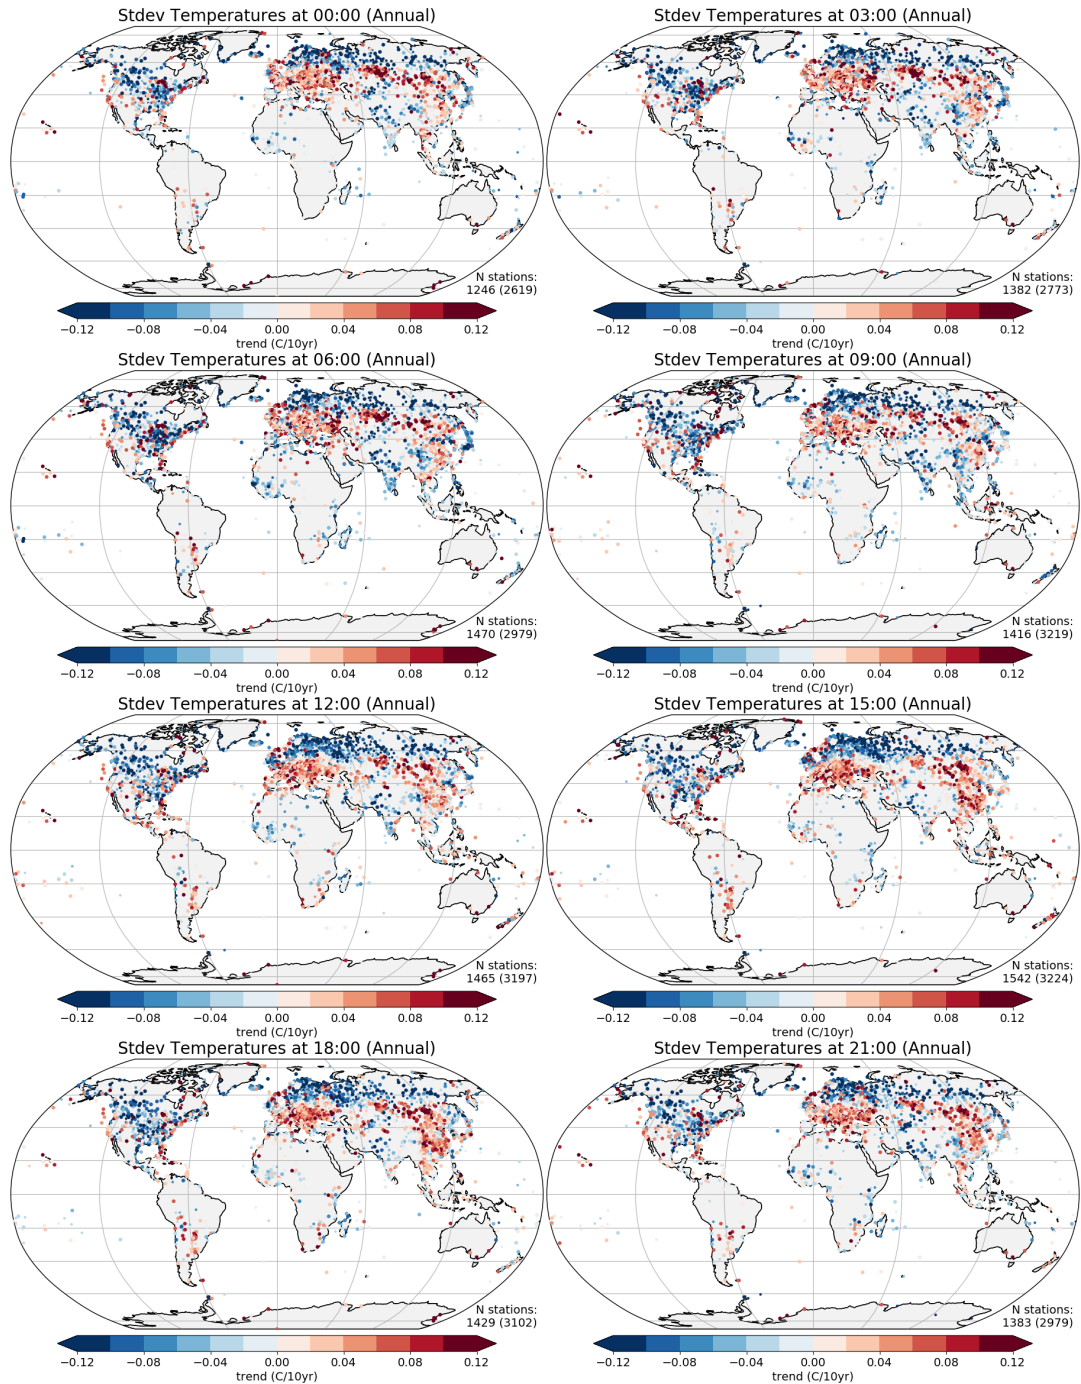 Stdev Temperatures at 00:00 (Annual)
N stations:
1246 (2619)
−0.12 −0.08 −0.04 0.00 0.04 0.08 0.12
trend (C/10yr)
Stdev Temperatures at 03:00 (Annual)
N stations:
1382 (2773)
−0.12 −0.08 −0.04 0.00 0.04 0.08 0.12
trend (C/10yr)
Stdev Temperatures at 06:00 (Annual)
N stations:
1470 (2979)
−0.12 −0.08 −0.04 0.00 0.04 0.08 0.12
trend (C/10yr)
Stdev Temperatures at 09:00 (Annual)
N stations:
1416 (3219)
−0.12 −0.08 −0.04 0.00 0.04 0.08 0.12
trend (C/10yr)
Stdev Temperatures at 12:00 (Annual)
N stations:
1465 (3197)
−0.12 −0.08 −0.04 0.00 0.04 0.08 0.12
trend (C/10yr)
Stdev Temperatures at 15:00 (Annual)
N stations:
1542 (3224)
−0.12 −0.08 −0.04 0.00 0.04 0.08 0.12
trend (C/10yr)
Stdev Temperatures at 18:00 (Annual)
N stations:
1429 (3102)
−0.12 −0.08 −0.04 0.00 0.04 0.08 0.12
trend (C/10yr)
Stdev Temperatures at 21:00 (Annual)
N stations:
1383 (2979)
−0.12 −0.08 −0.04 0.00 0.04 0.08 0.12
trend (C/10yr)